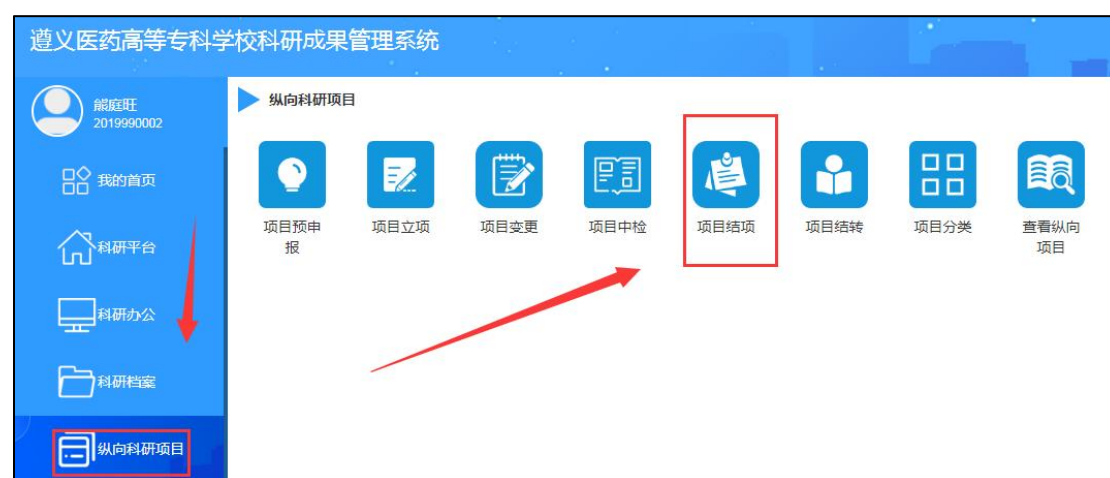 遵义医药高等专科学校科研成果管理系统
熊庭旺
2019990002
纵向科研项目
我的首页
科研平台
科研办公
科研档案
纵向科研项目
项目预申
报
项目立项
项目变更
项目中检
项目结项
项目结转
项目分类
查看纵向
项目